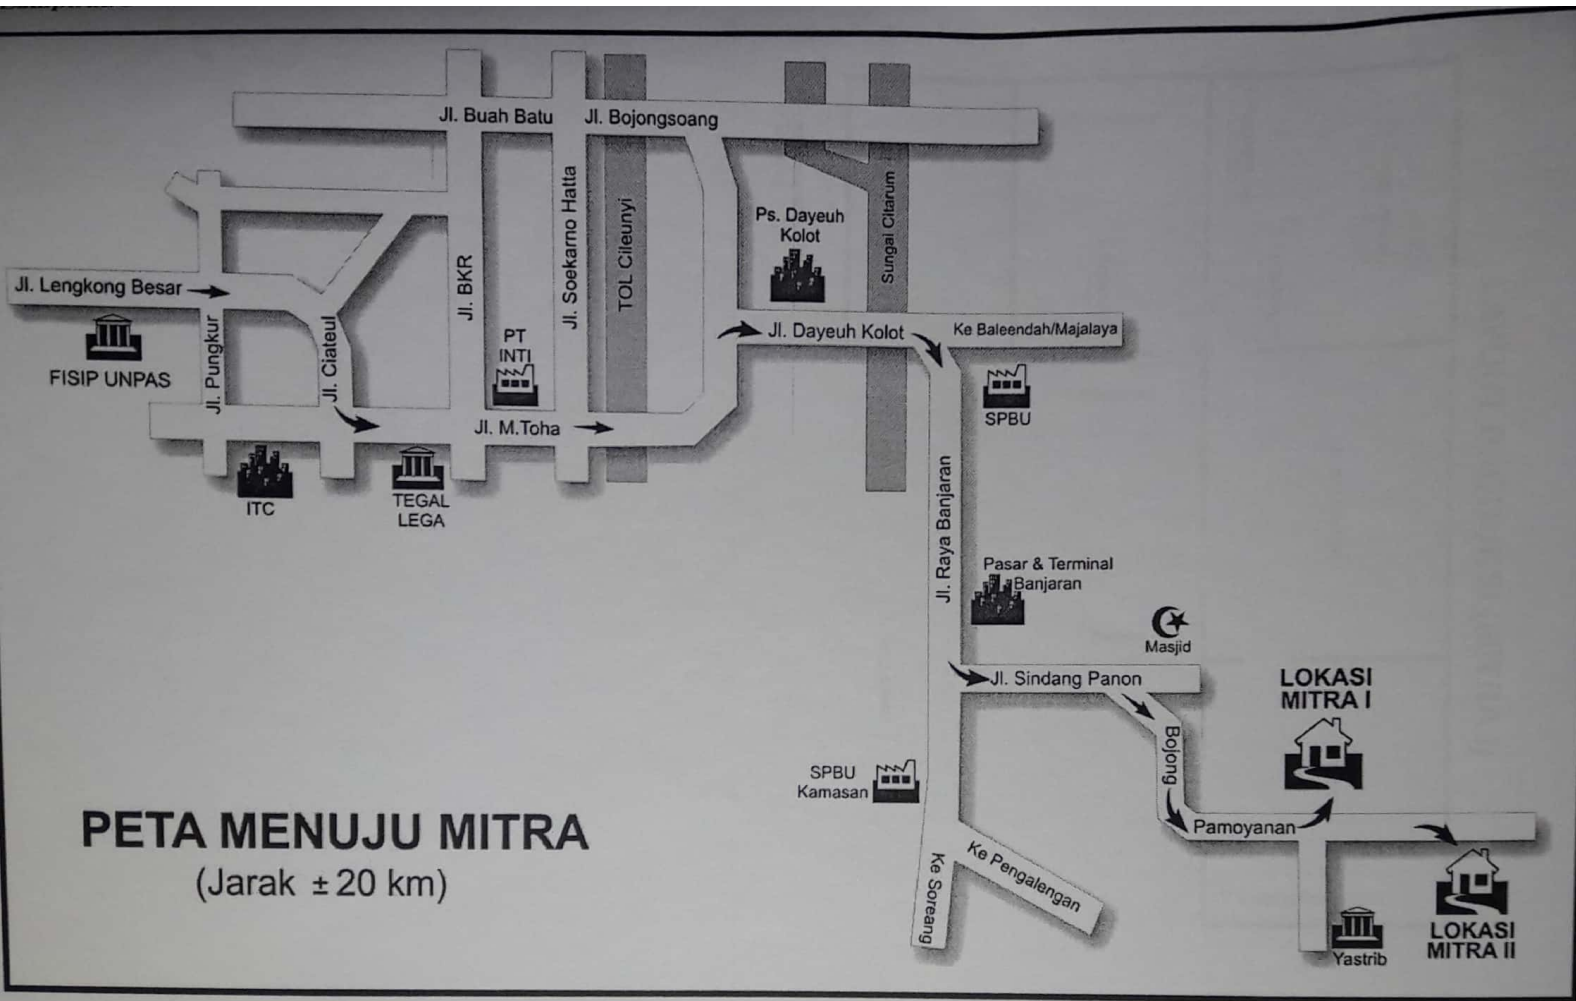 Jl. Buah Batu
Jl. Bojongsoang
Jl. Lengkong Besar
FISIP UNPAS
Jl. Pungkur
Jl. Ciateul
Jl. BKR
PT
INTI
Jl. Soekarno Hatta
TOL Cileunyi
Ps. Dayeuh
Kolot
Sungai Citarum
Jl. Dayeuh Kolot
Ke Baleendah/Majalaya
SPBU
Jl. M.Toha
ITC
TEGAL
LEGA
Jl. Raya Banjaran
Pasar & Terminal
Banjaran
Masjid
Jl. Sindang Panon
Bojong
LOKASI
MITRA I
SPBU
Kamasan
Pamoyanan
Ke Pengalengan
Ke Soreang
Yastrib
LOKASI
MITRA II
PETA MENUJU MITRA
(Jarak ± 20 km)